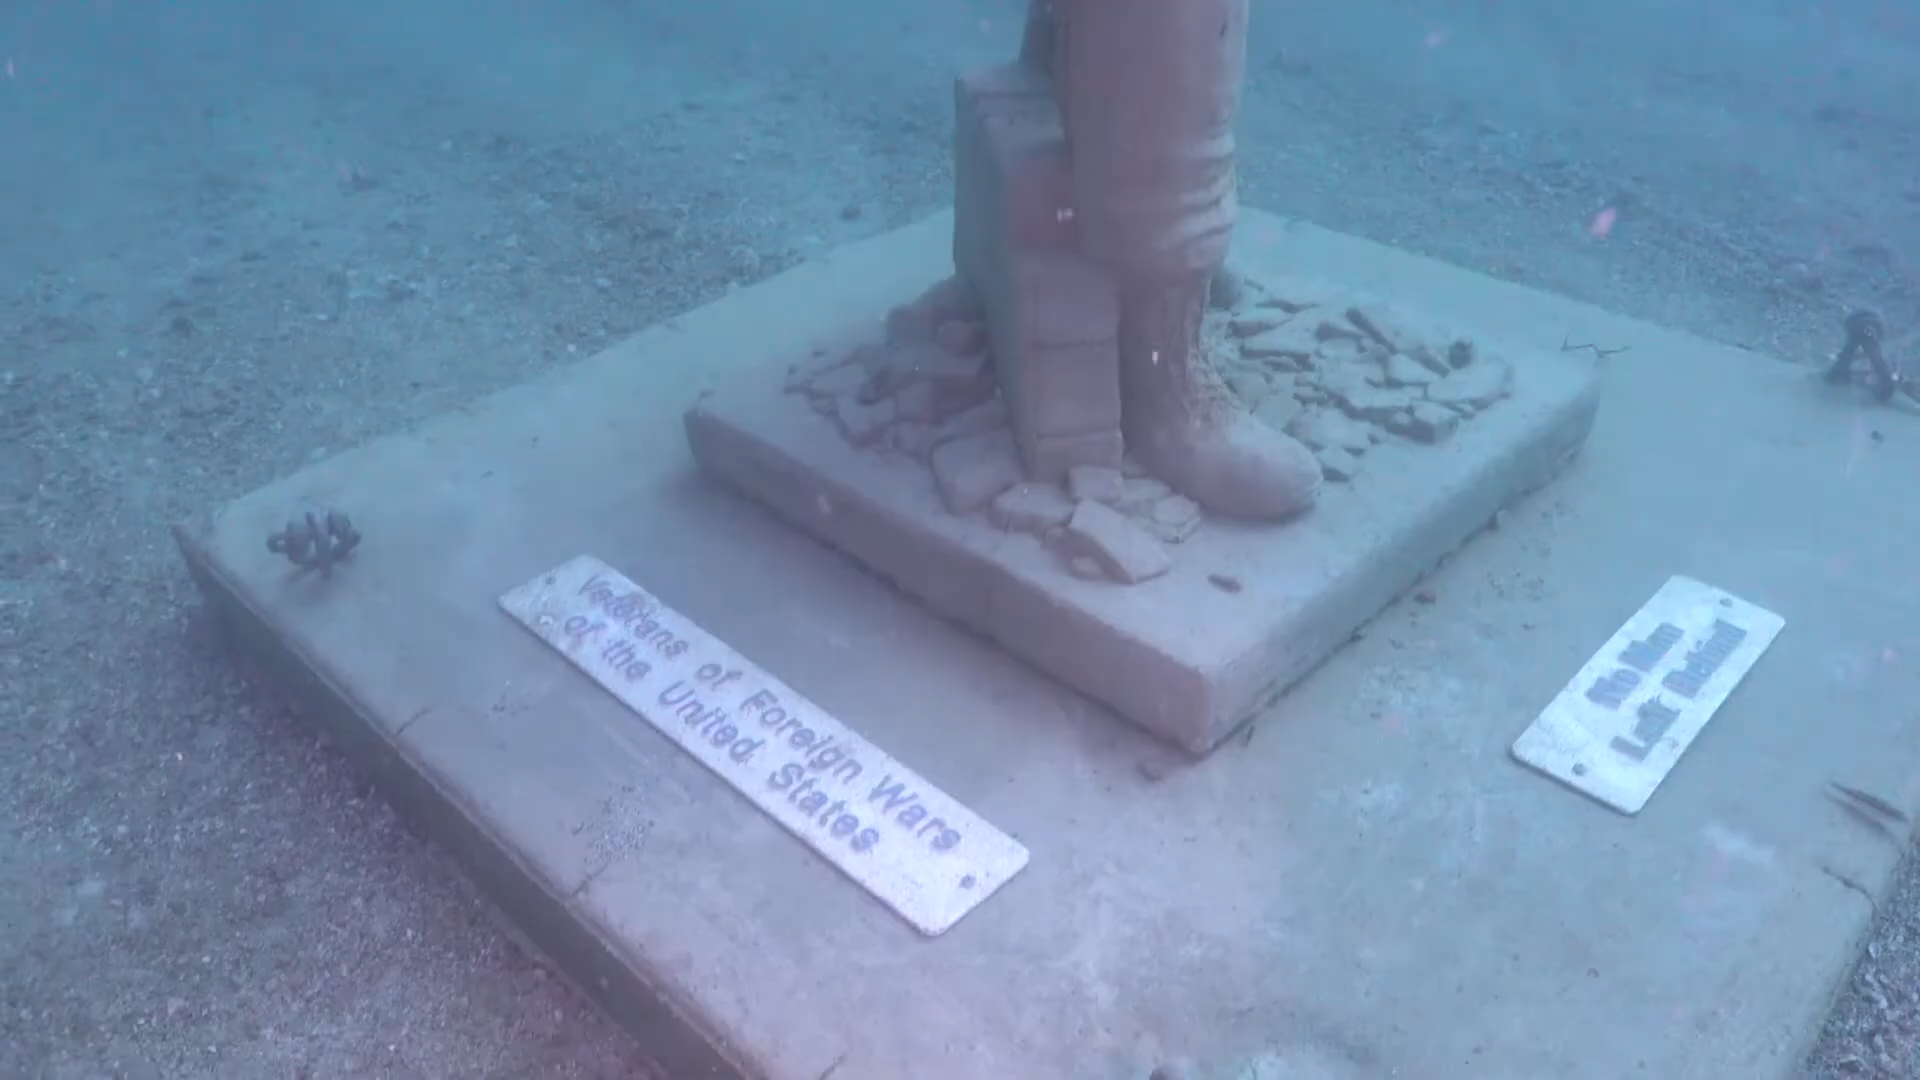 Veterans of Foreign Wars
of the United States
No Man
Left Behind